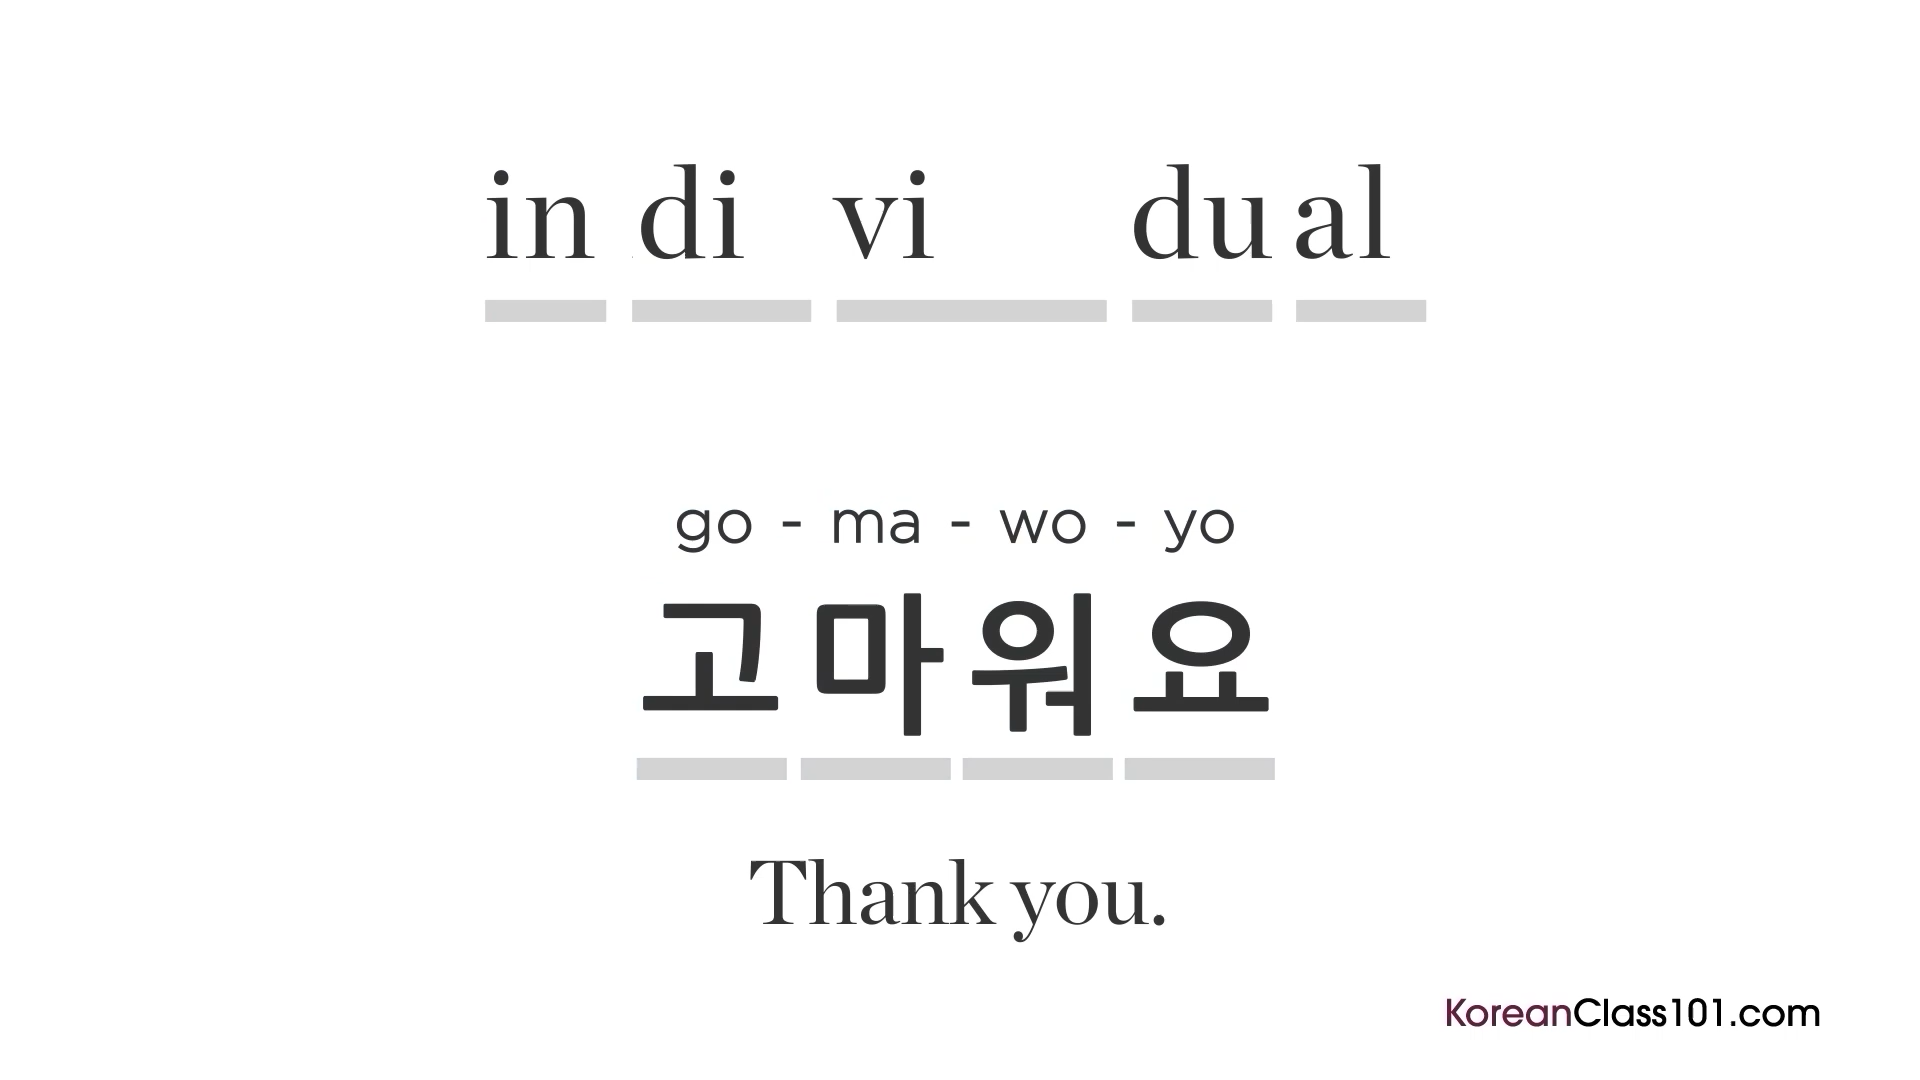 in di vi du al
go - ma - wo - yo
고마워요
Thank you.
KoreanClass101.com